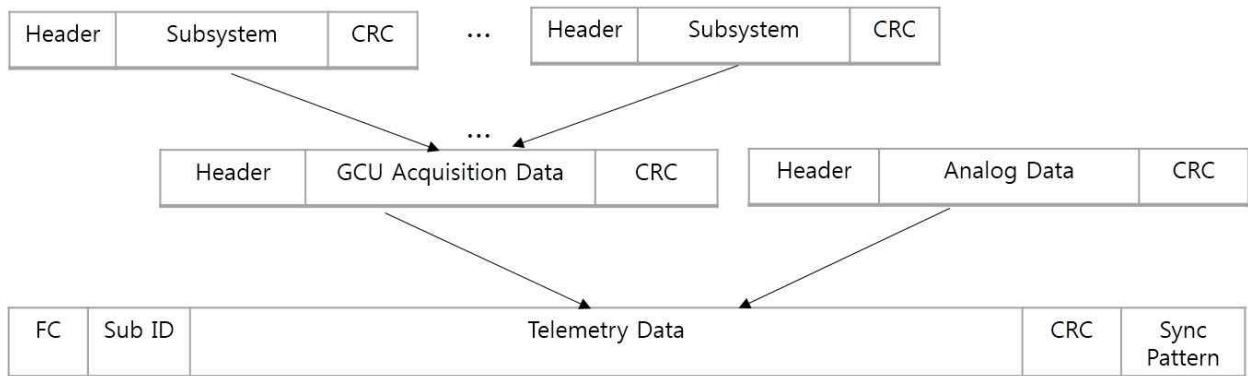 Header Subsystem CRC ... Header Subsystem CRC
...
Header GCU Acquisition Data CRC Header Analog Data CRC
FC Sub ID Telemetry Data CRC Sync
Pattern